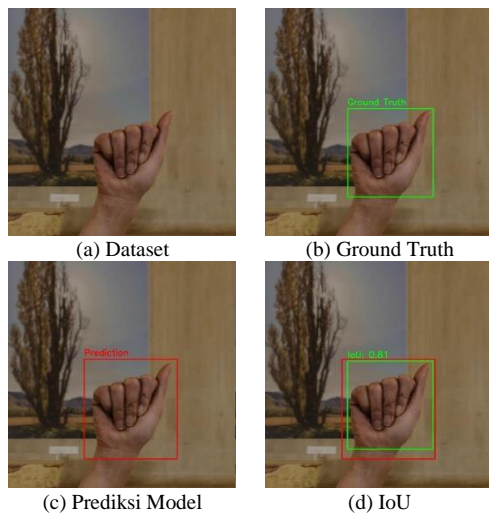 (a) Dataset
Ground Truth
(b) Ground Truth
Prediction
(c) Prediksi Model
IoU: 0.81
(d) IoU